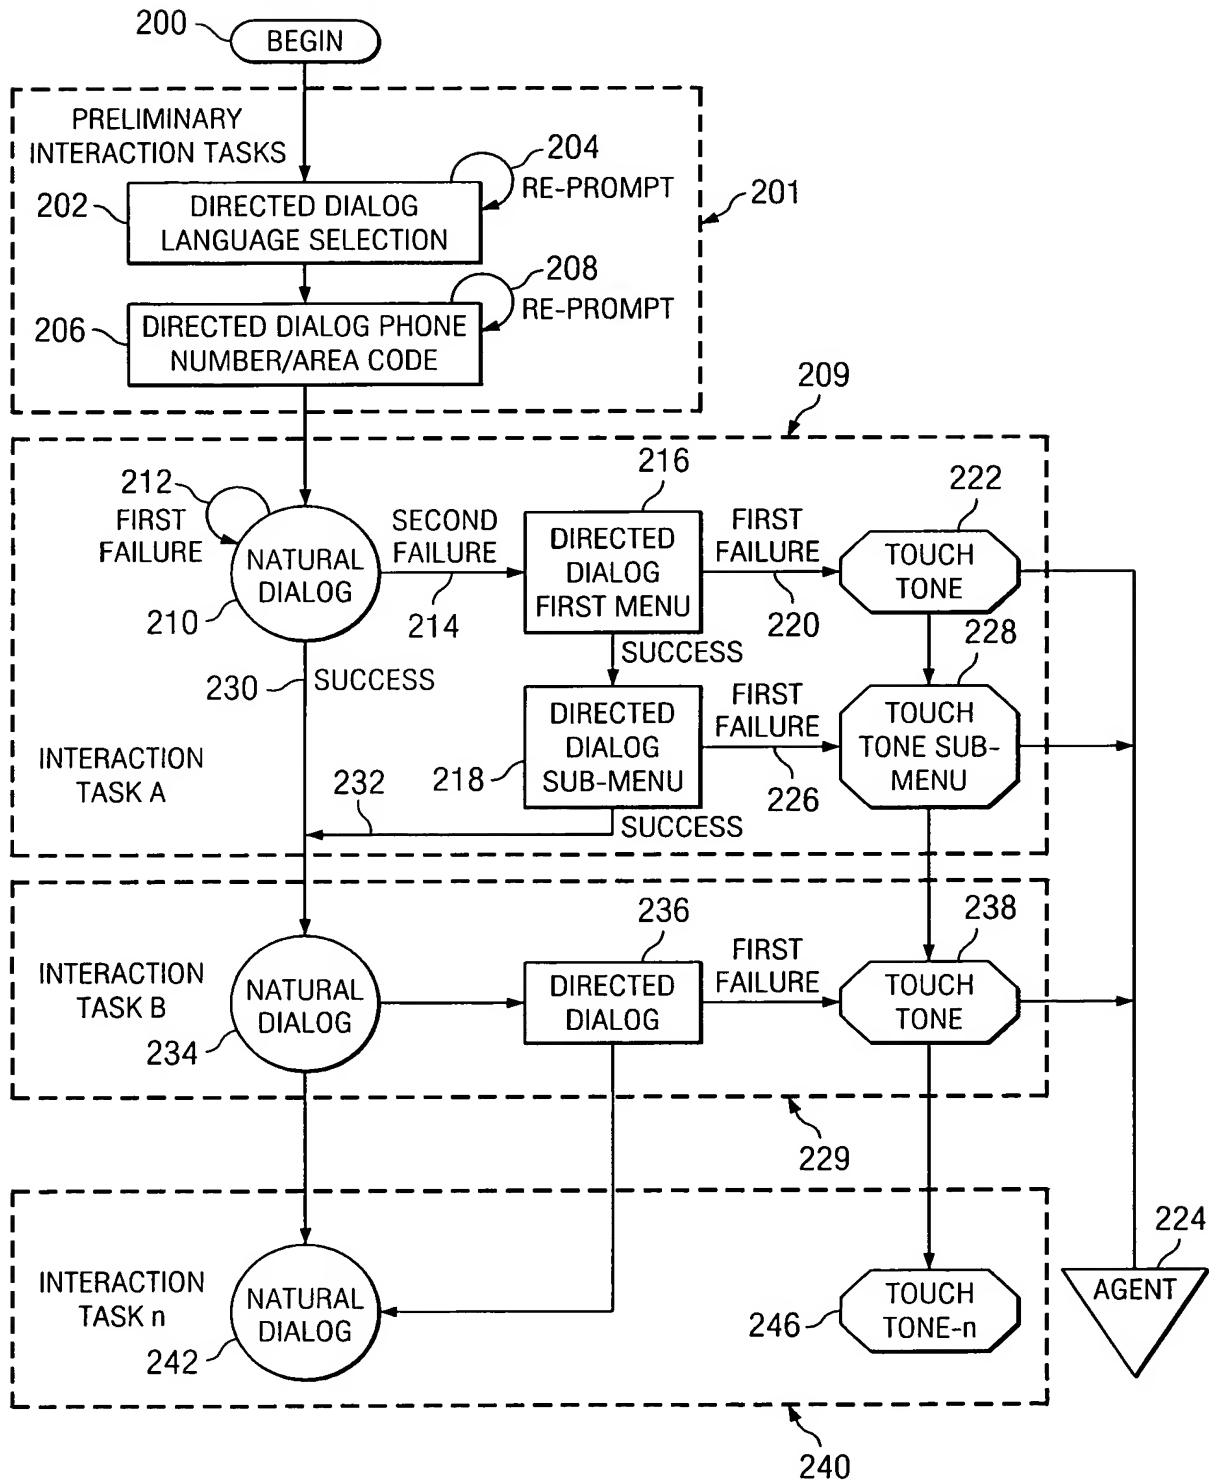 200
BEGIN
PRELIMINARY
INTERACTION TASKS
204
RE-PROMPT
202
DIRECTED DIALOG
LANGUAGE SELECTION
201
208
RE-PROMPT
206
DIRECTED DIALOG PHONE
NUMBER/AREA CODE
209
212
FIRST
FAILURE
NATURAL
DIALOG
210
SECOND
FAILURE
214
216
DIRECTED
DIALOG
FIRST MENU
FIRST
FAILURE
220
222
TOUCH
TONE
SUCCESS
228
230
SUCCESS
DIRECTED
DIALOG
SUB-MENU
218
FIRST
FAILURE
226
TOUCH
TONE SUB-
MENU
INTERACTION
TASK A
232
SUCCESS
236
238
INTERACTION
TASK B
NATURAL
DIALOG
234
DIRECTED
DIALOG
FIRST
FAILURE
TOUCH
TONE
229
224
AGENT
INTERACTION
TASK n
NATURAL
DIALOG
242
246
TOUCH
TONE-n
240